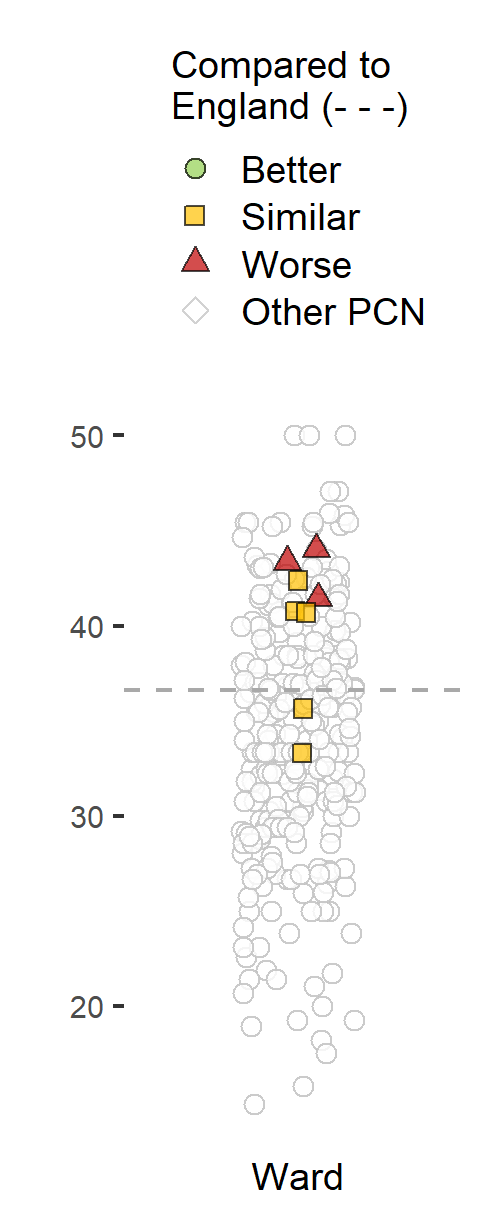 Compared to
England (- - -)
Better
Similar
Worse
Other PCN
50
40
30
20
Ward